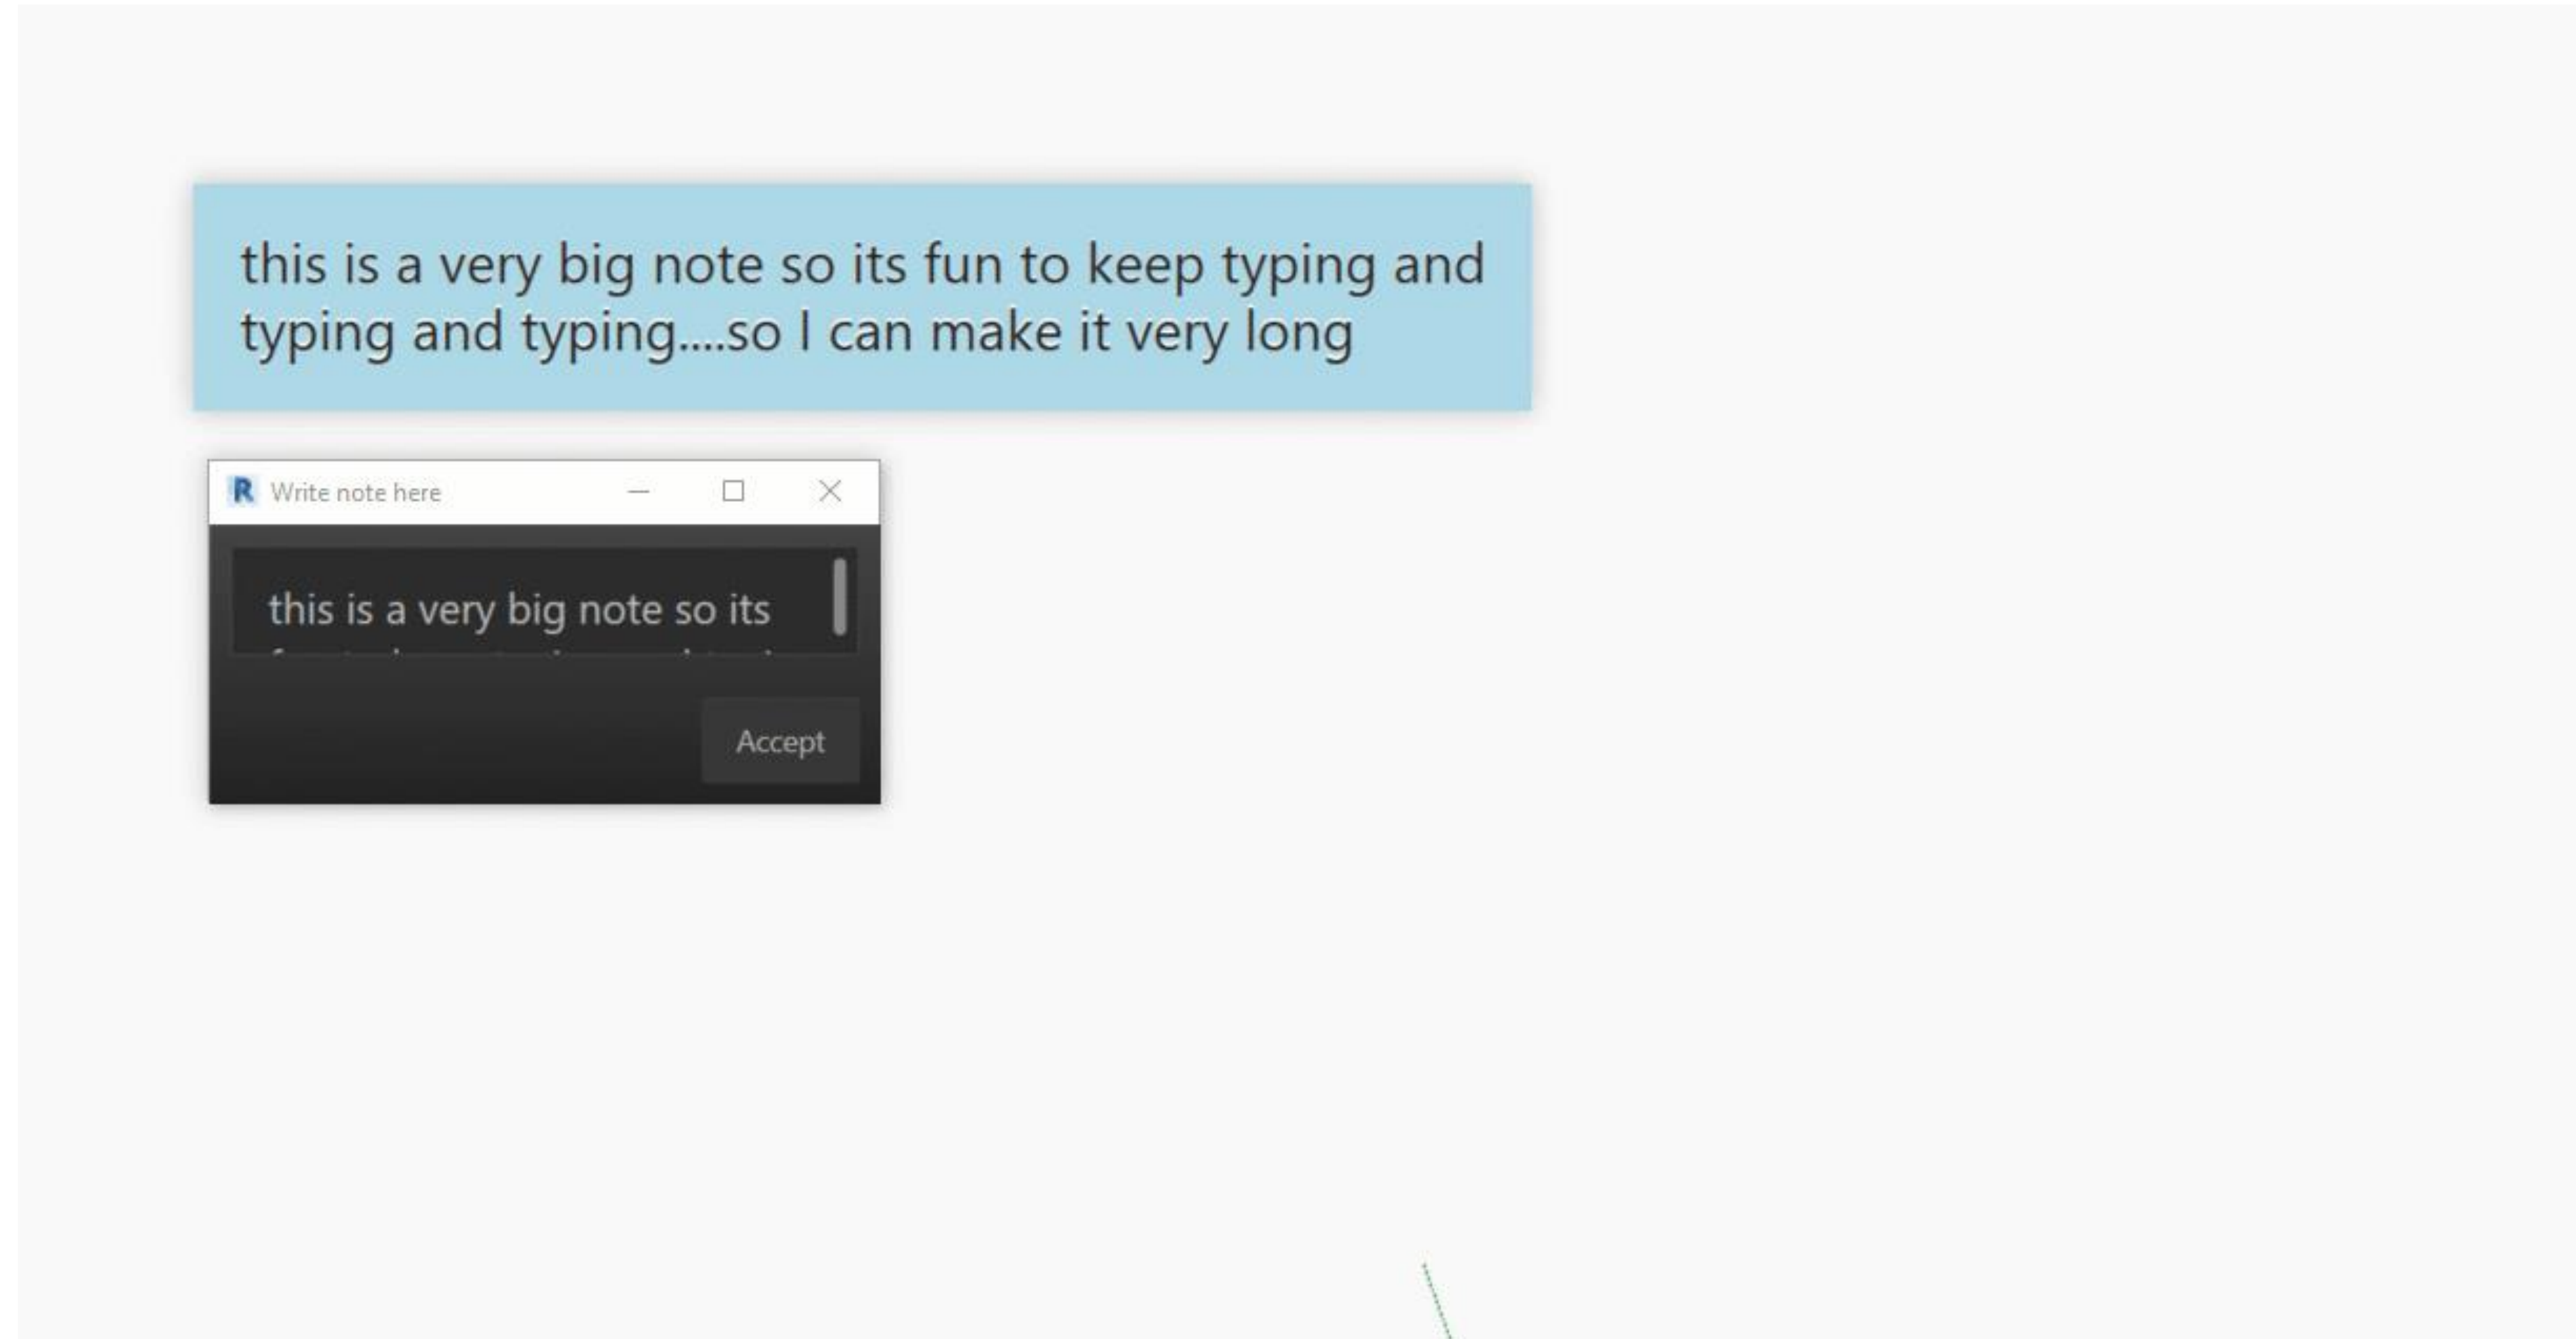 this is a very big note so its fun to keep typing and
typing and typing....so I can make it very long
R Write note here
this is a very big note so its
Accept